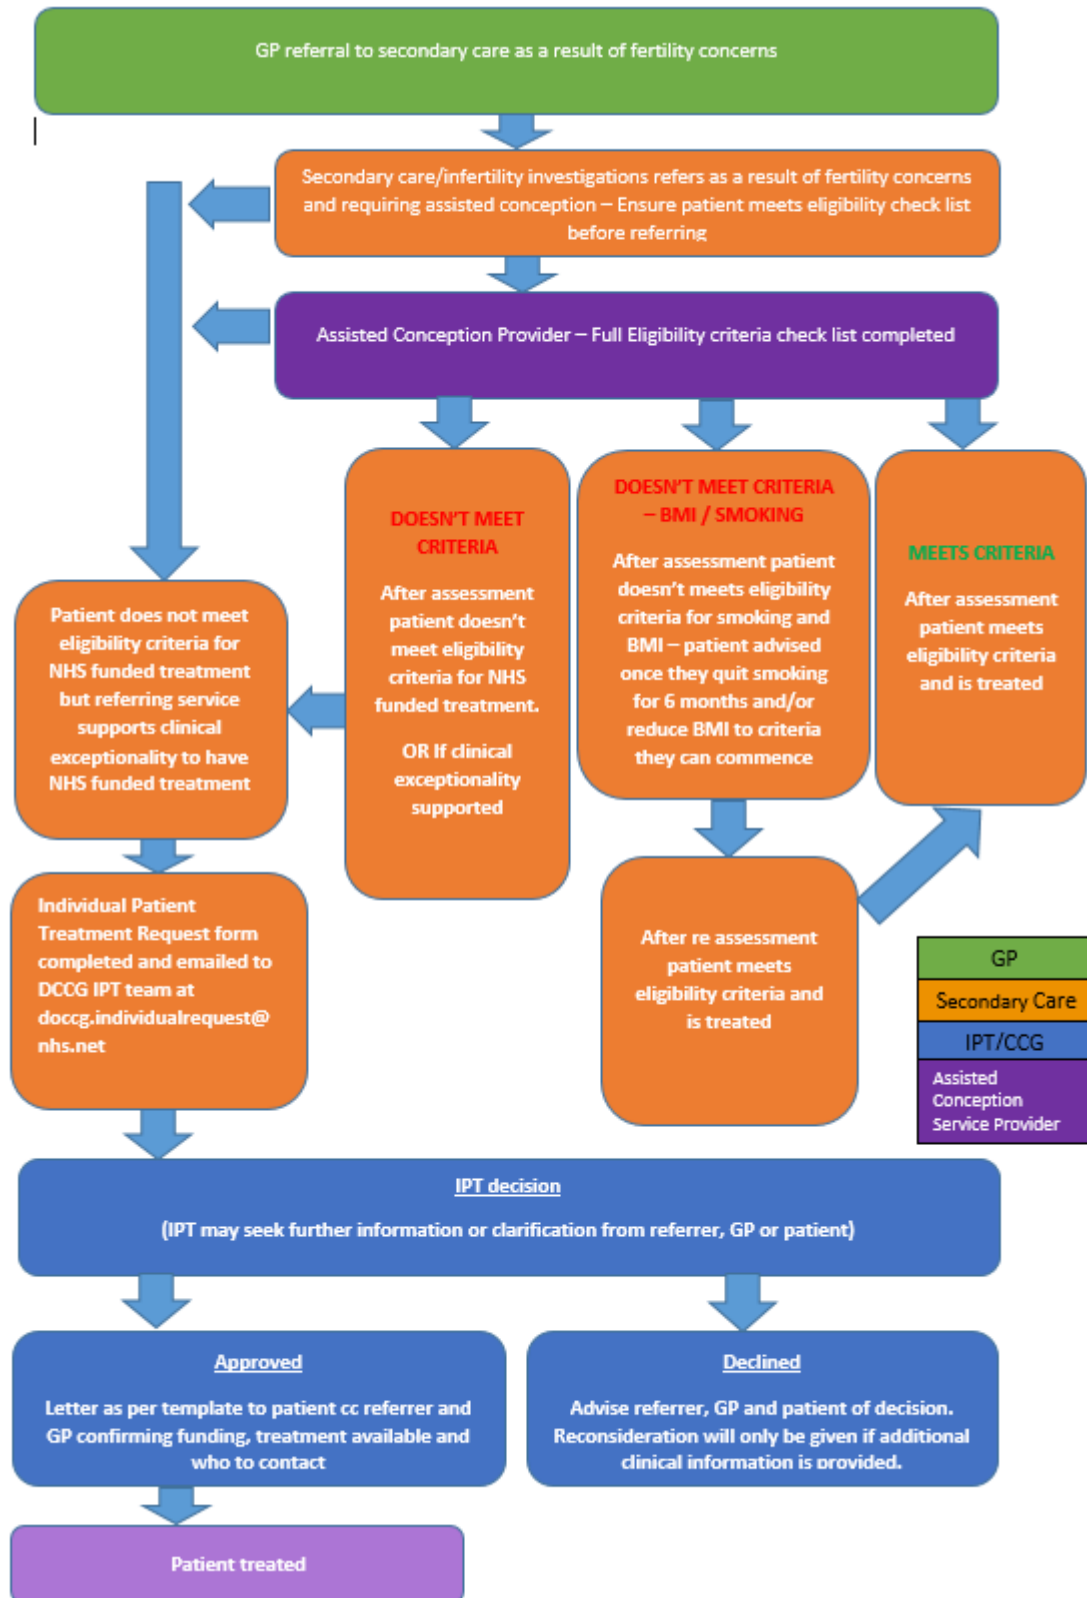 GP referral to secondary care as a result of fertility concerns
Secondary care/infertility investigations refers as a result of fertility concerns
and requiring assisted conception – Ensure patient meets eligibility check list
before referring
Assisted Conception Provider – Full Eligibility criteria check list completed
DOESN'T MEET
CRITERIA
After assessment
patient doesn't
meet eligibility
criteria for NHS
funded treatment.
OR If clinical
exceptionality
supported
DOESN'T MEET CRITERIA
– BMI / SMOKING
After assessment patient
doesn't meets eligibility
criteria for smoking and
BMI – patient advised
once they quit smoking
for 6 months and/or
reduce BMI to criteria
they can commence
MEETS CRITERIA
After assessment
patient meets
eligibility criteria
and is treated
Patient does not meet
eligibility criteria for
NHS funded treatment
but referring service
supports clinical
exceptionality to have
NHS funded treatment
Individual Patient
Treatment Request form
completed and emailed to
DCCG IPT team at
doccg.individualrequest@
nhs.net
After re assessment
patient meets
eligibility criteria and
is treated
GP
Secondary Care
IPT/CCG
Assisted
Conception
Service Provider
IPT decision
(IPT may seek further information or clarification from referrer, GP or patient)
Approved
Letter as per template to patient cc referrer and
GP confirming funding, treatment available and
who to contact
Declined
Advise referrer, GP and patient of decision.
Reconsideration will only be given if additional
clinical information is provided.
Patient treated